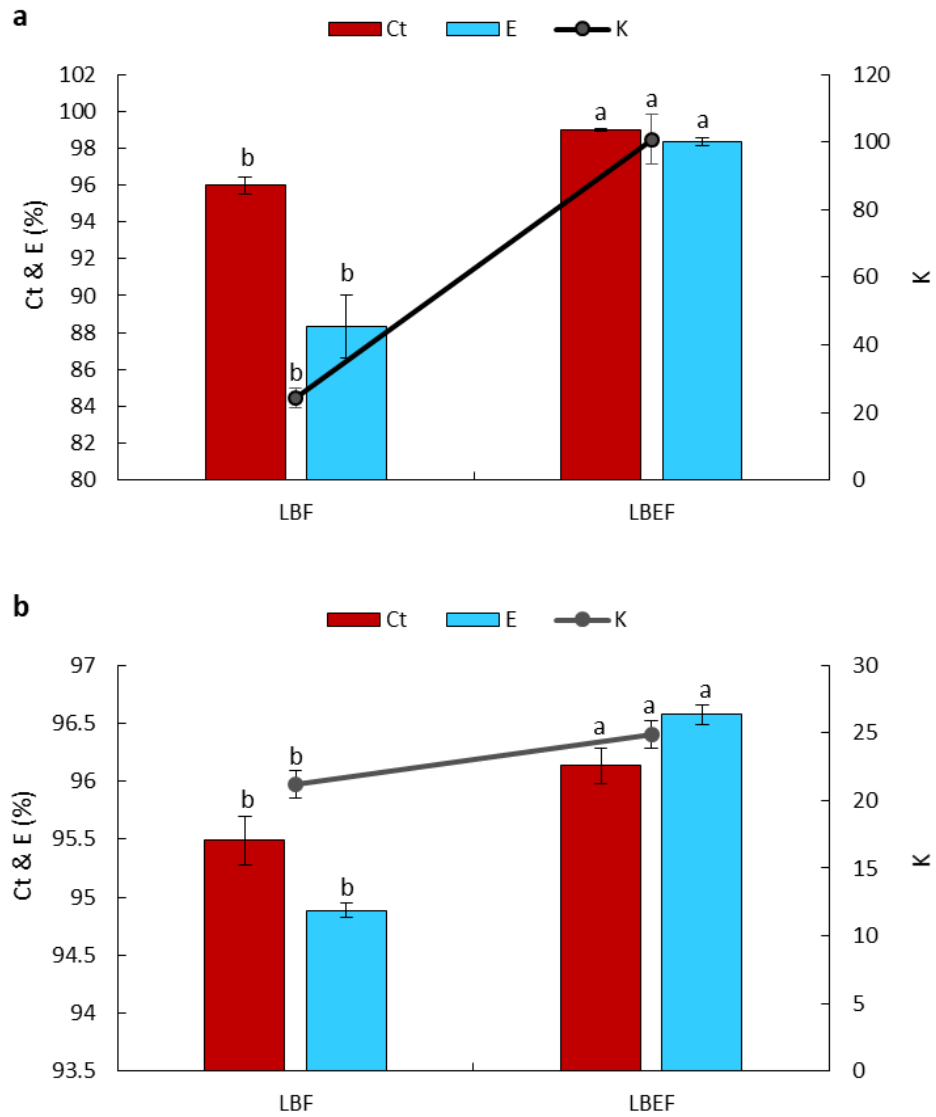 a
Ct E K
102 120
100 a a a
98 100
96 b
94 80
92
90 b 60
88
86 40
84 b
82 20
80 0
Ct & E (%)
K
LBF LBEF
b
Ct E K
97 30
96.5 a a a 25
96 b 20
95.5 b
95 b 15
94.5 10
94 5
93.5 0
Ct & E (%)
K
LBF LBEF